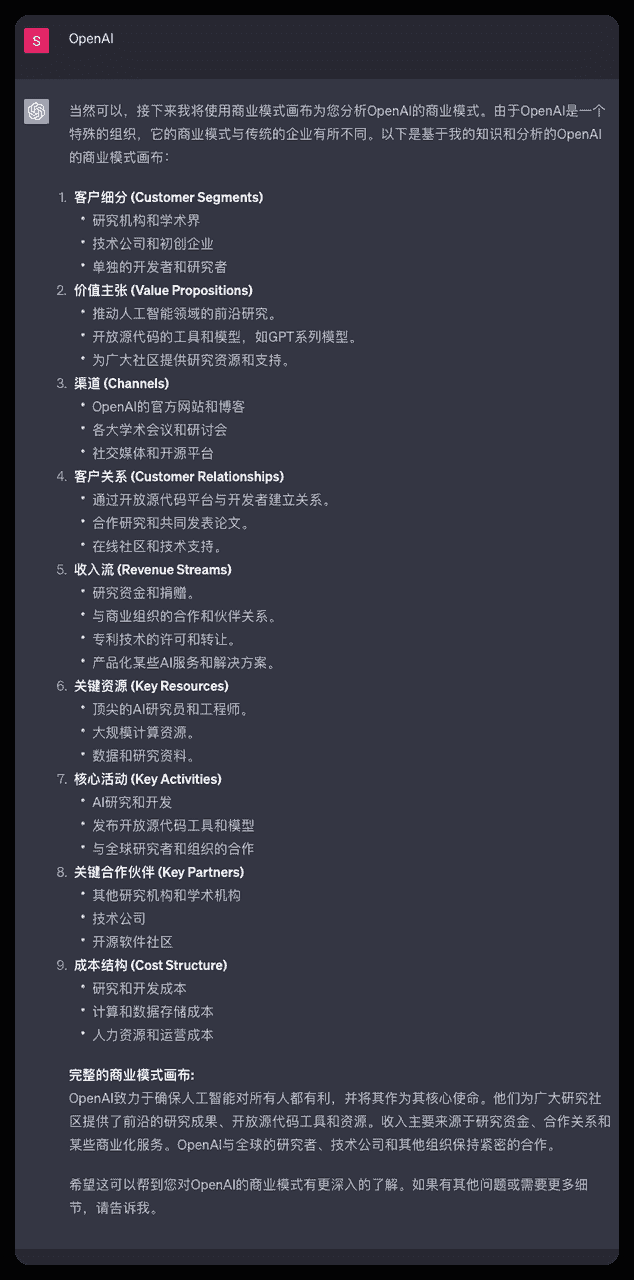 S
OpenAI
当然可以，接下来我将使用商业模式画布为您分析OpenAI的商业模式。由于OpenAI是一个
特殊的组织，它的商业模式与传统的企业有所不同。以下是基于我的知识和分析的OpenAI
的商业模式画布：
1. 客户细分 (Customer Segments)
• 研究机构和学术界
• 技术公司和初创企业
• 单独的开发者和研究者
2. 价值主张 (Value Propositions)
• 推动人工智能领域的前沿研究。
• 开放源代码的工具和模型，如GPT系列模型。
• 为广大社区提供研究资源和支持。
3. 渠道 (Channels)
• OpenAI的官方网站和博客
• 各大学术会议和研讨会
• 社交媒体和开源平台
4. 客户关系 (Customer Relationships)
• 通过开放源代码平台与开发者建立关系。
• 合作研究和共同发表论文。
• 在线社区和技术支持。
5. 收入流 (Revenue Streams)
• 研究资金和捐赠。
• 与商业组织的合作和伙伴关系。
• 专利技术的许可和转让。
• 产品化某些AI服务和解决方案。
6. 关键资源 (Key Resources)
• 顶尖的AI研究员和工程师。
• 大规模计算资源。
• 数据和研究资料。
7. 核心活动 (Key Activities)
• AI研究和开发
• 发布开放源代码工具和模型
• 与全球研究者和组织的合作
8. 关键合作伙伴 (Key Partners)
• 其他研究机构和学术机构
• 技术公司
• 开源软件社区
9. 成本结构 (Cost Structure)
• 研究和开发成本
• 计算和数据存储成本
• 人力资源和运营成本
完整的商业模式画布:
OpenAI致力于确保人工智能对所有人都有利，并将其作为其核心使命。他们为广大研究社
区提供了前沿的研究成果、开放源代码工具和资源。收入主要来源于研究资金、合作关系和
某些商业化服务。OpenAI与全球的研究者、技术公司和其他组织保持紧密的合作。
希望这可以帮到您对OpenAI的商业模式有更深入的了解。如果有其他问题或需要更多细
节，请告诉我。